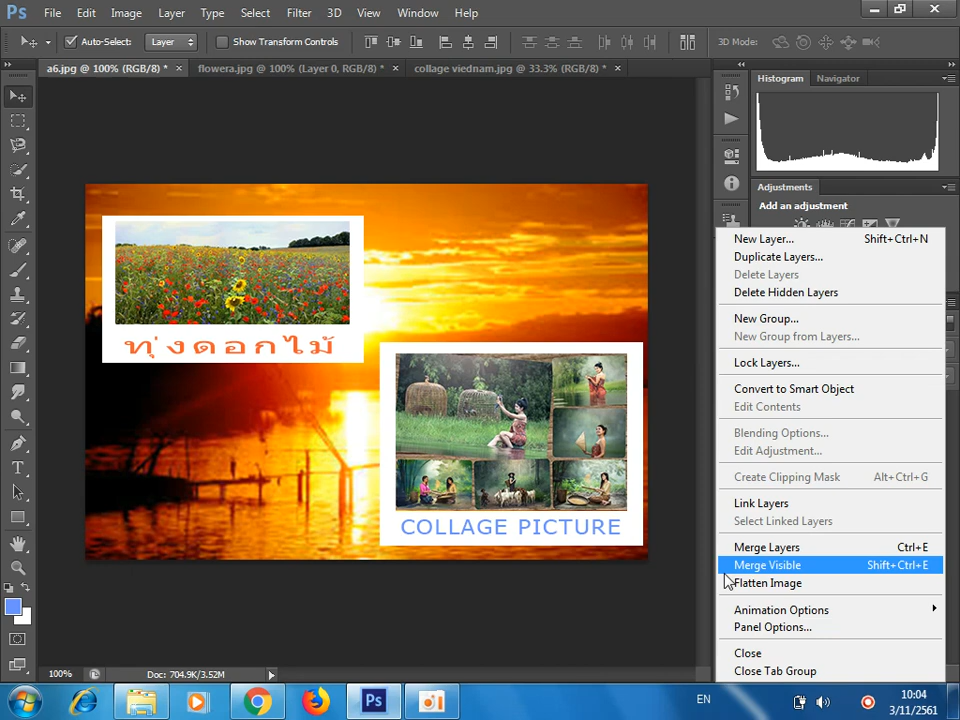 Ps File Edit Image Layer Type Select Filter 3D View Window Help
Auto-Select: Layer Show Transform Controls 3D Mode:
a6.jpg @ 100% (RGB/8) * × flowera.jpg @ 100% (Layer 0, RGB/8) * × collage viednam.jpg @ 33.3% (RGB/8) * ×
Histogram Navigator
Adjustments
Add an adjustment
New Layer... Shift+Ctrl+N
Duplicate Layers...
Delete Layers
Delete Hidden Layers
New Group...
New Group from Layers...
Lock Layers...
Convert to Smart Object
Edit Contents
Blending Options...
Edit Adjustment...
Create Clipping Mask Alt+Ctrl+G
Link Layers
Select Linked Layers
Merge Layers Ctrl+E
Merge Visible Shift+Ctrl+E
Flatten Image
Animation Options
Panel Options...
Close
Close Tab Group
ทุ่งดอกไม้
COLLAGE PICTURE
100% Doc: 704.9K/3.52M
Ps EN 10:04
3/11/2561